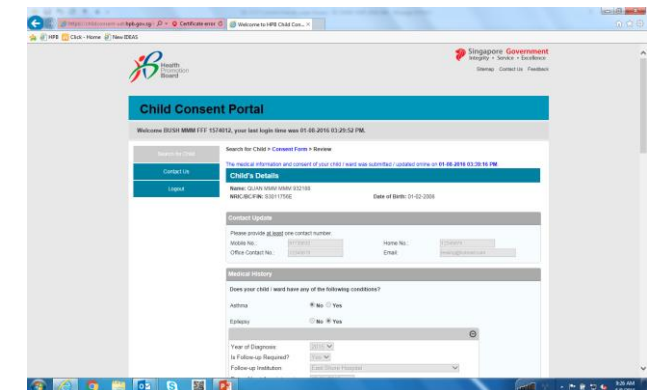 Certificate error
Welcome to HPB Child Con...
HPB
Click - Home
New IDEAS
Health
Promotion
Board
Singapore Government
Integrity • Service • Excellence
Sitemap Contact Us Feedback
Child Consent Portal
Welcome BUSH MMM FFF 1574012, your last login time was 01-08-2016 03:29:52 PM.
Search for Child
Search for Child > Consent Form > Review
The medical information and consent of your child / ward was submitted / updated online on 01-08-2016 03:30:16 PM
Contact Us
Child's Details
Logout
Name: QUAN MMM MMM 932188
NRIC/BC/FIN: S3011756E Date of Birth: 01-02-2009
Contact Update
Please provide at least one contact number.
Mobile No.: Home No.:
Office Contact No.: Email:
Medical History
Does your child / ward have any of the following conditions?
Asthma No Yes
Epilepsy No Yes
Year of Diagnosis
Is Follow-up Required? Yes
Follow-up Institution East Shore Hospital
9:26 AM